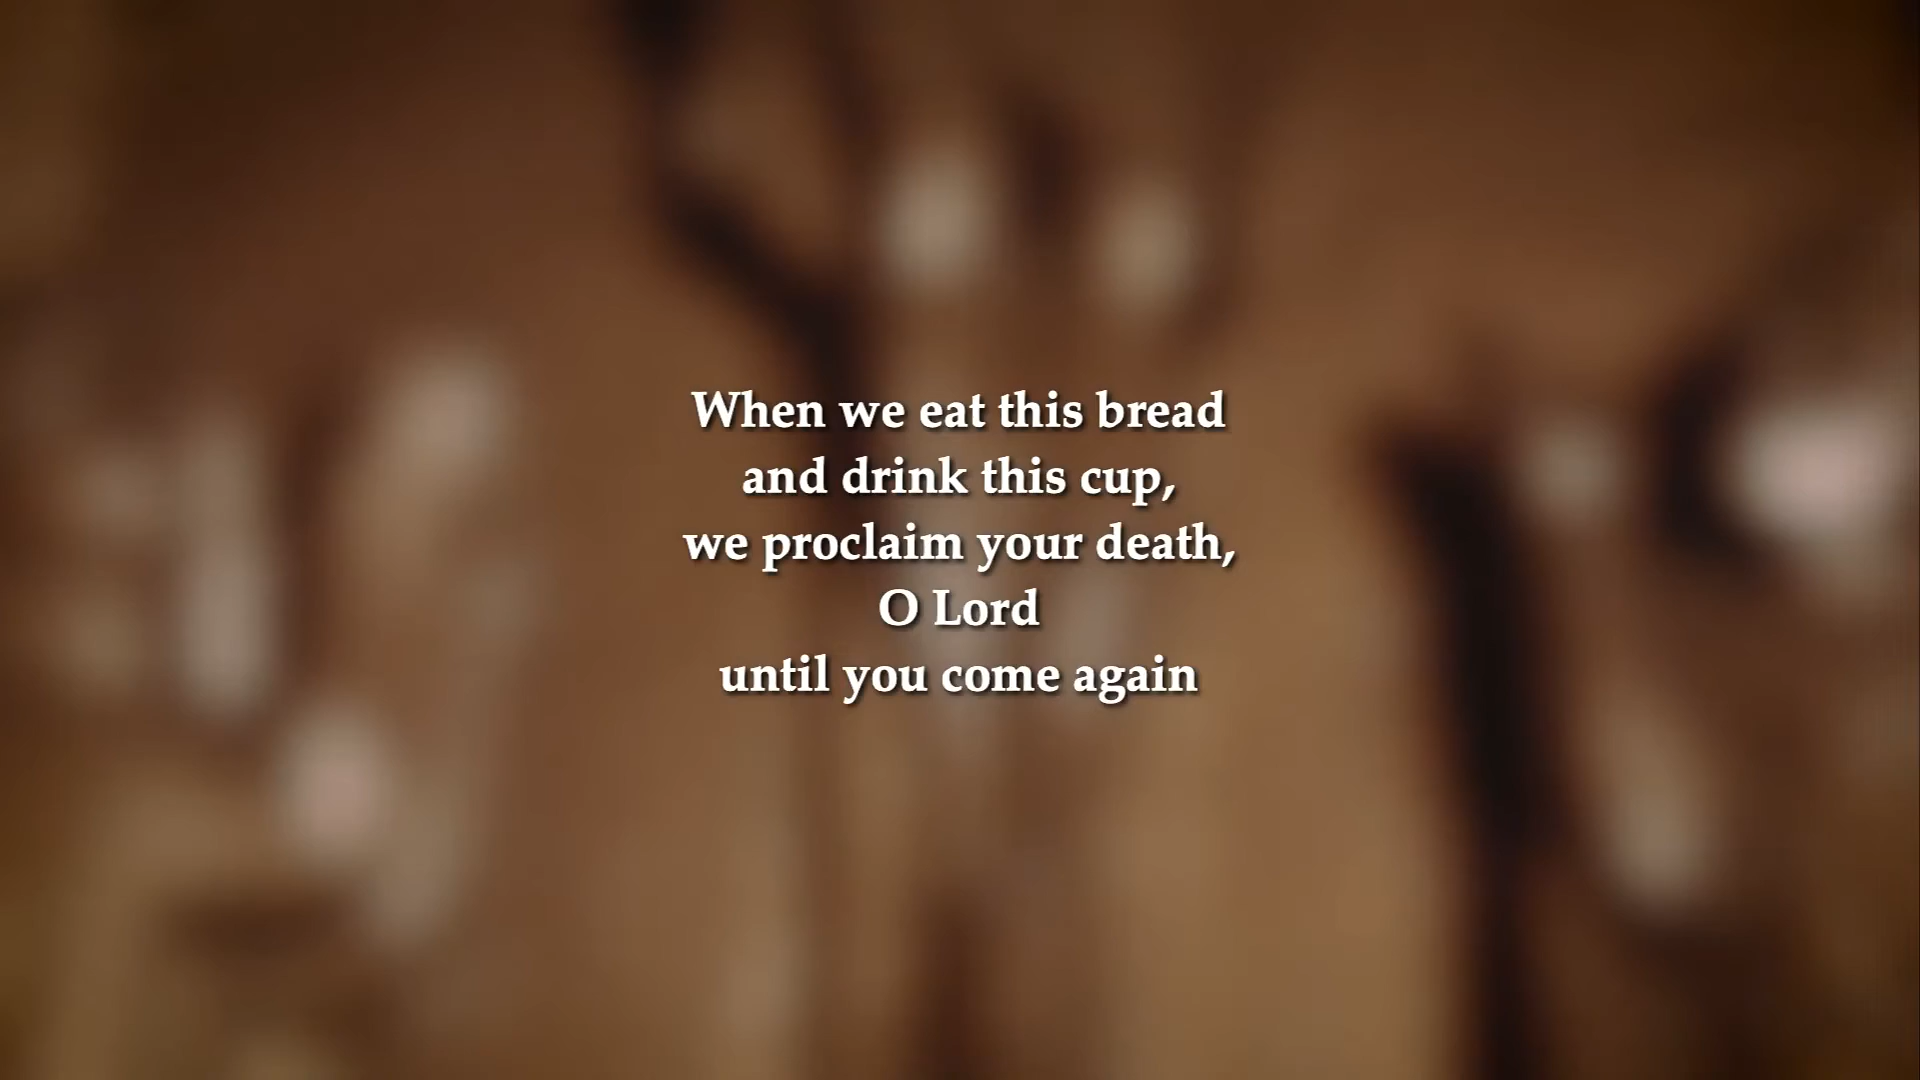 When we eat this bread
and drink this cup,
we proclaim your death,
O Lord
until you come again